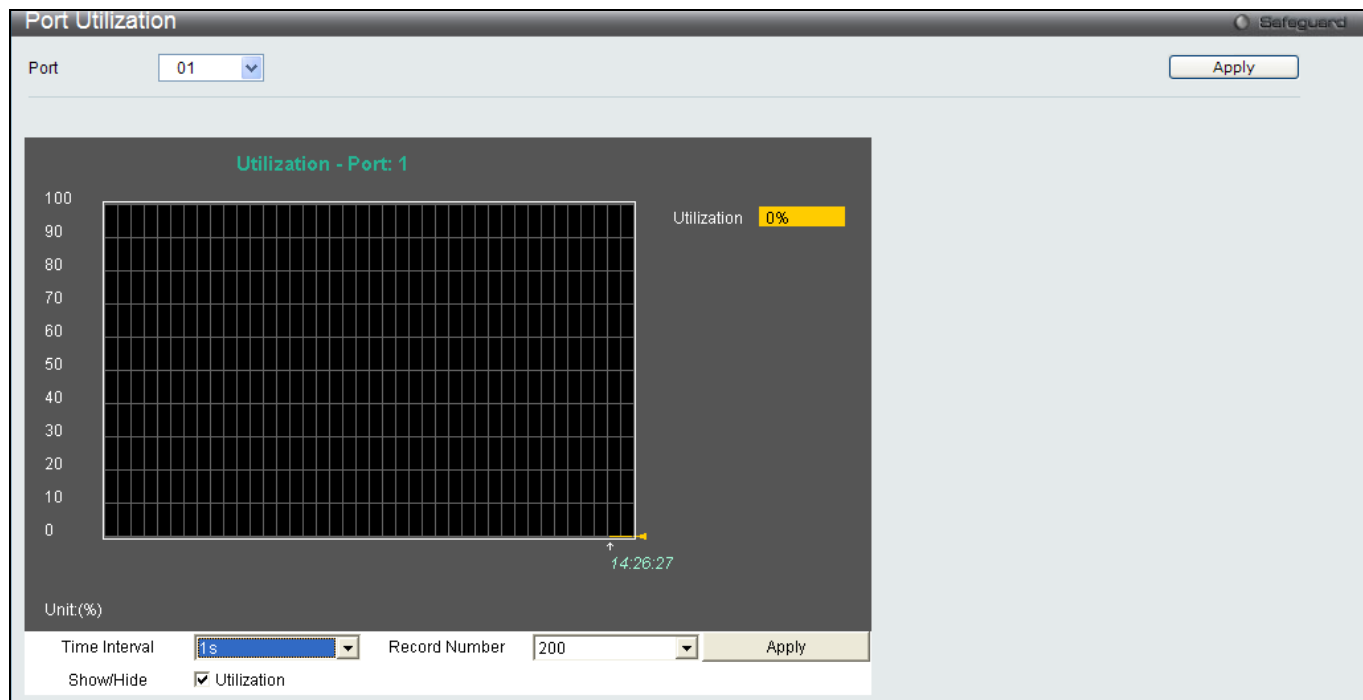 Port Utilization
Safeguard
Port 01 Apply
Utilization - Port: 1
100
90
80
70
60
50
40
30
20
10
0
Utilization 0%
14:26:27
Unit:(%)
Time Interval 1s Record Number 200 Apply
Show/Hide Utilization